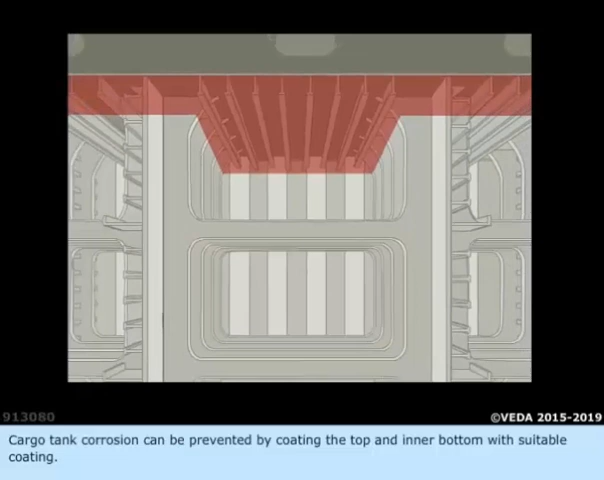 913080
©VEDA 2015-2019
Cargo tank corrosion can be prevented by coating the top and inner bottom with suitable
coating.